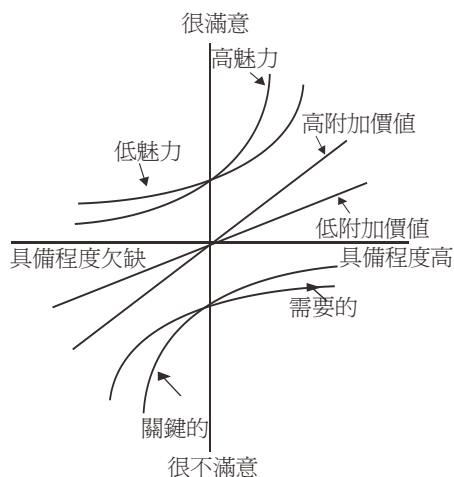 很滿意
高魅力
高附加價值
低魅力
低附加價值
具備程度欠缺
具備程度高
需要的
關鍵的
很不滿意